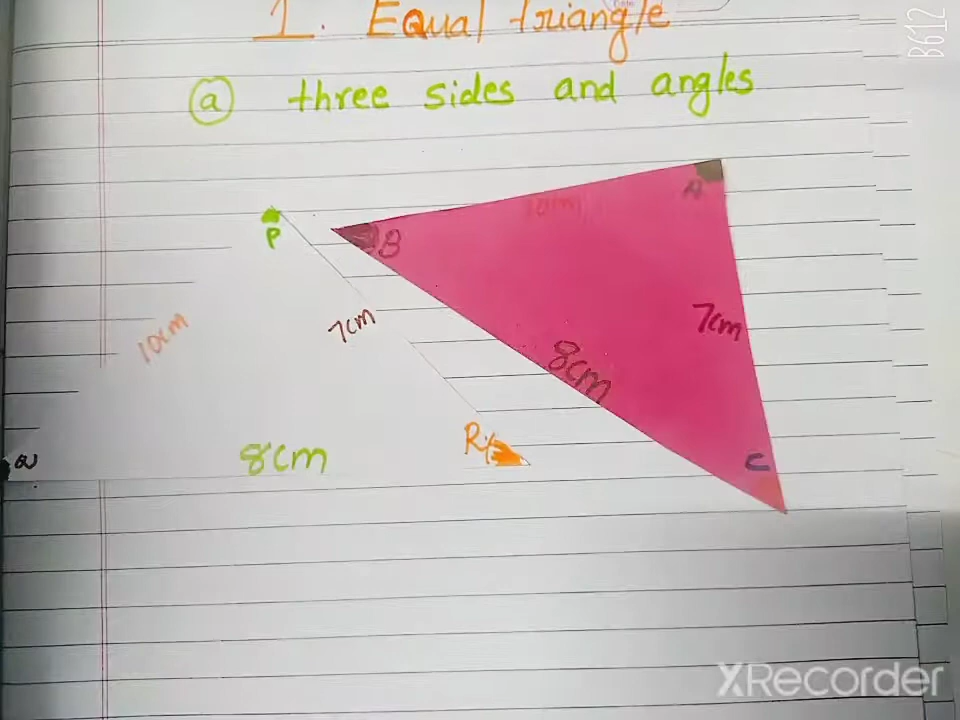 1. Equal triangle
(a) three sides and angles
P
B
10cm
A
10cm
7cm
7cm
8cm
Q
8cm
R
C
B612
XRecorder